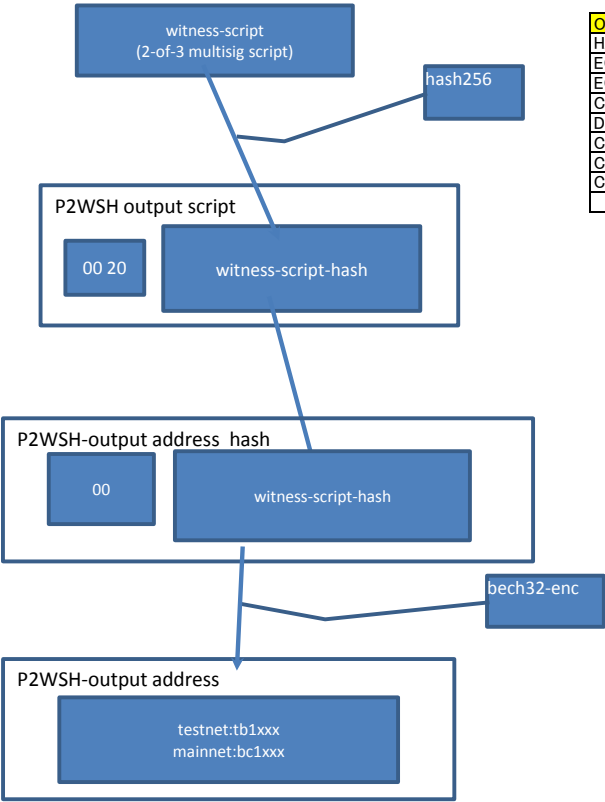 witness-script
(2-of-3 multisig script)
hash256
P2WSH output script
00 20
witness-script-hash
P2WSH-output address hash
00
witness-script-hash
bech32-enc
P2WSH-output address
testnet:tb1xxx
mainnet:bc1xxx
O
H
E
E
C
D
C
C
C